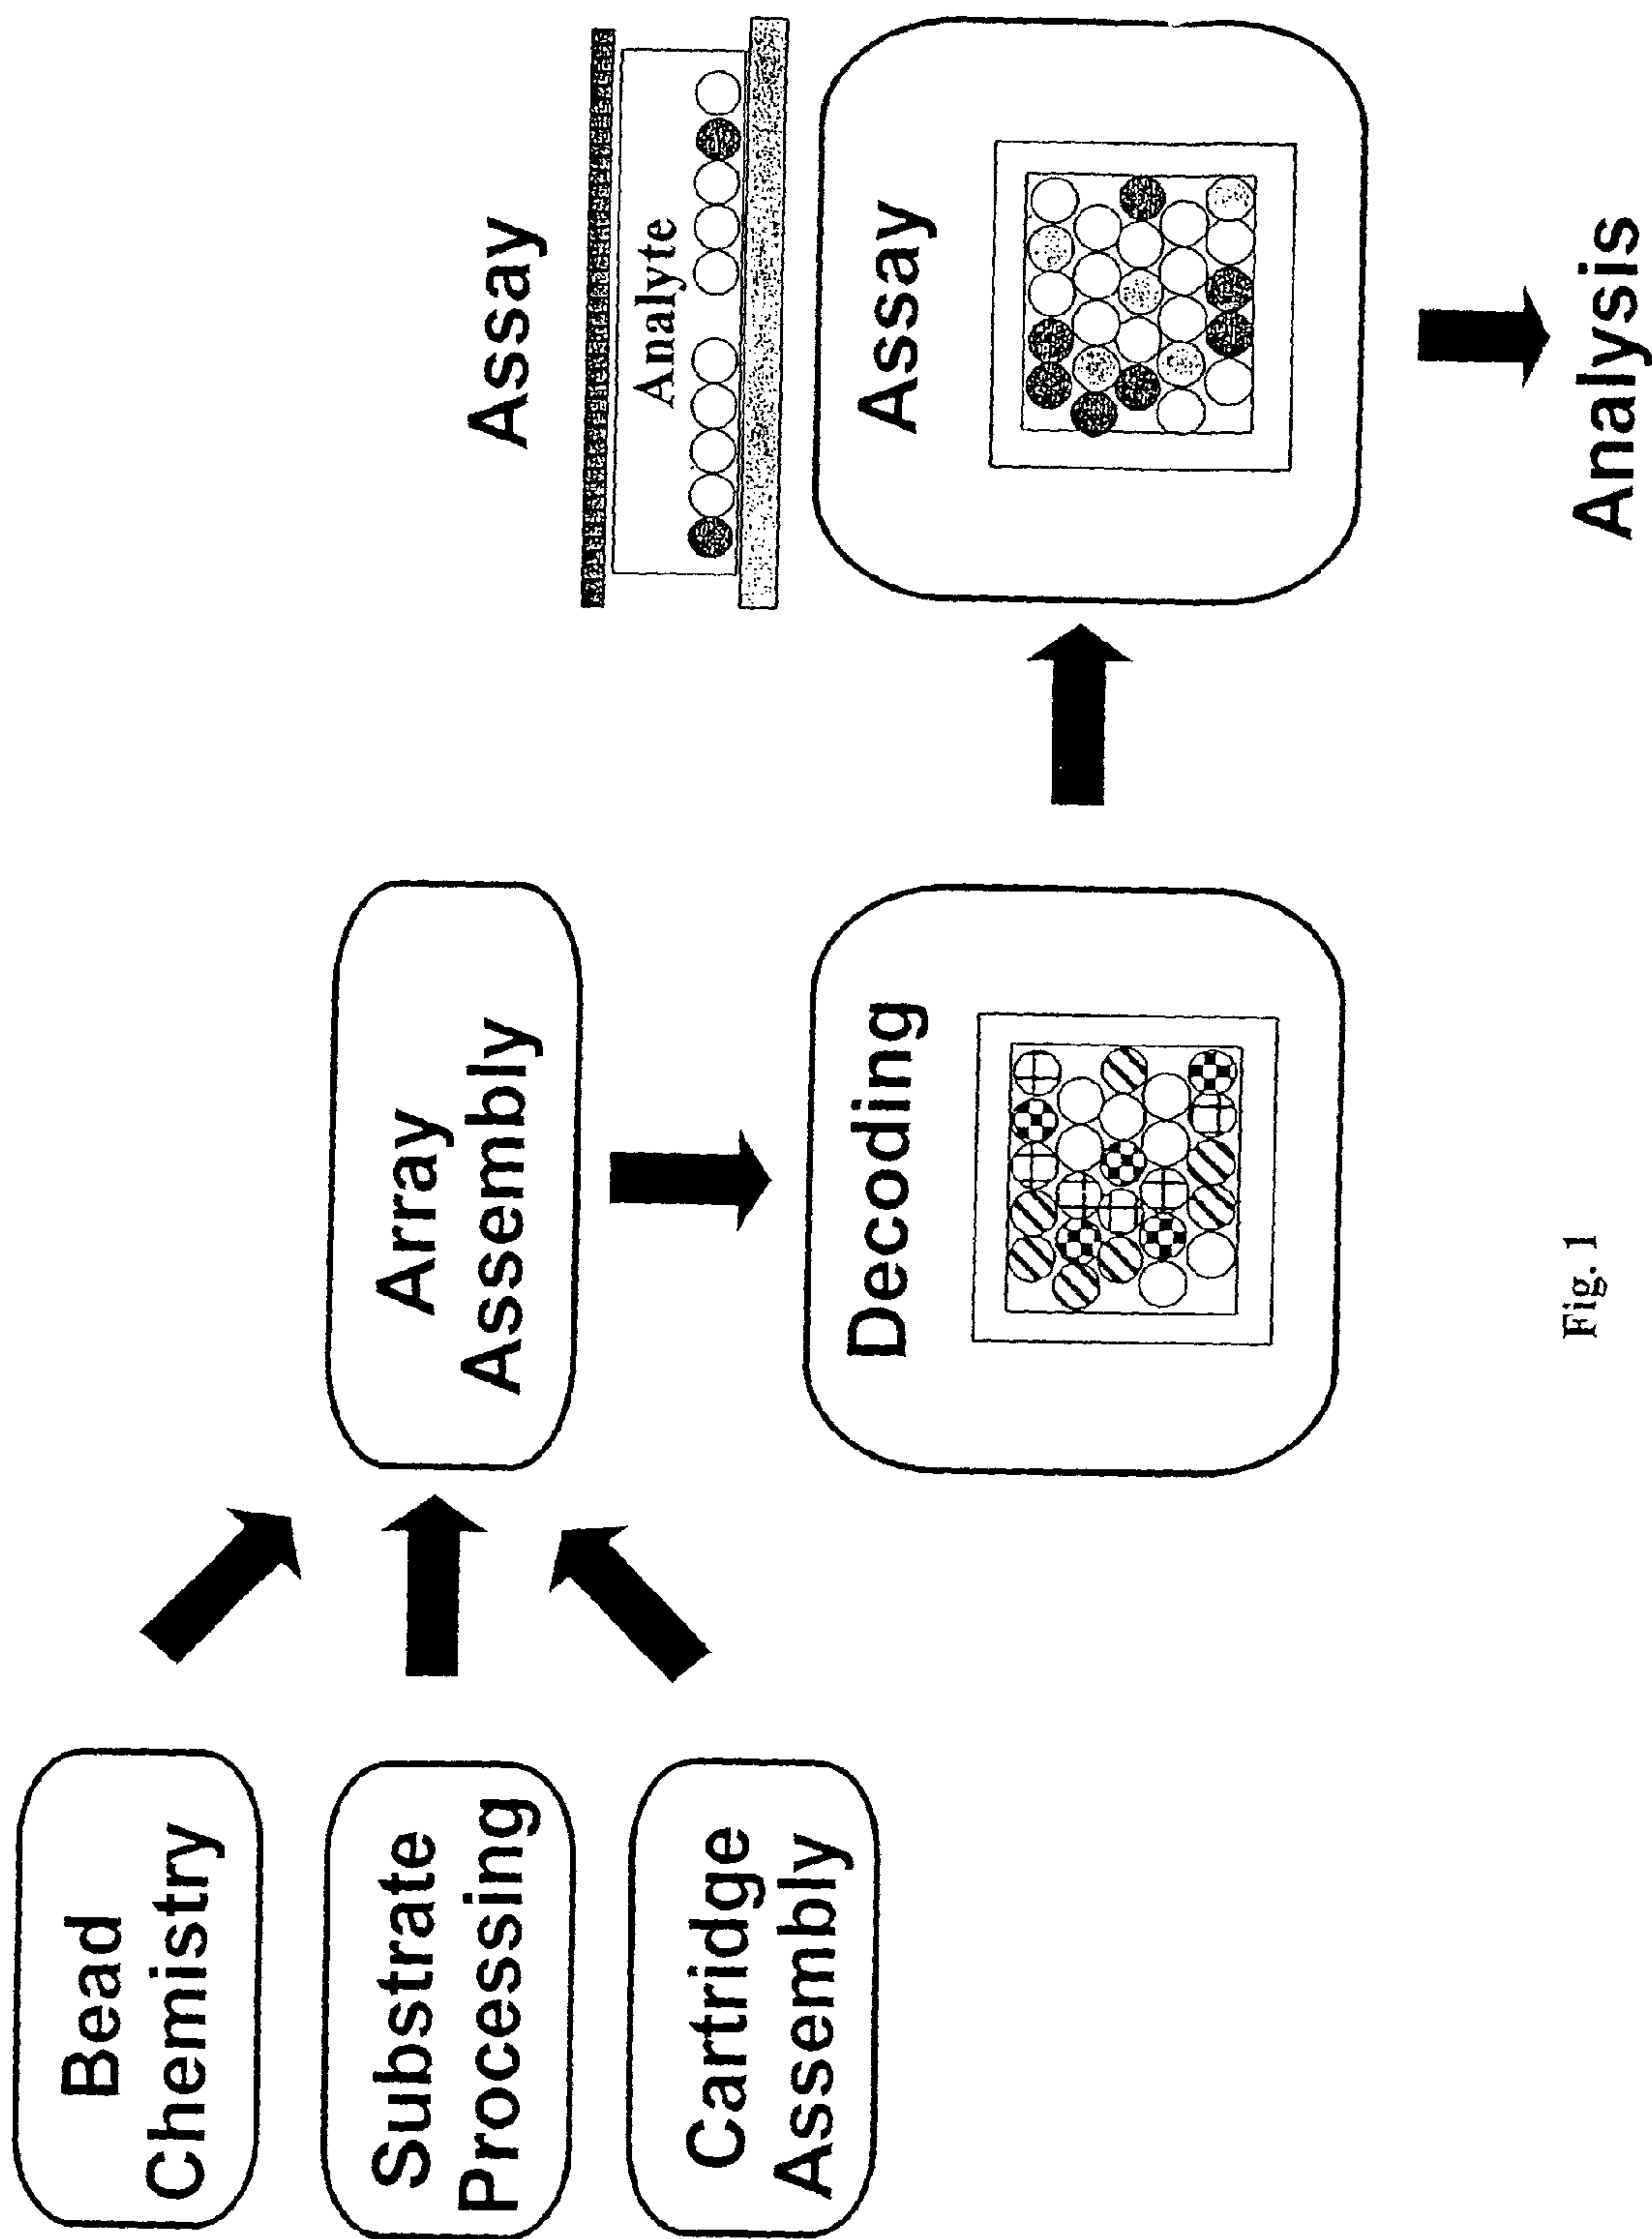 Bead
Chemistry
Substrate
Processing
Cartridge
Assembly
Array
Assembly
Decoding
Assay
Analyte
Assay
Analysis
Fig. 1